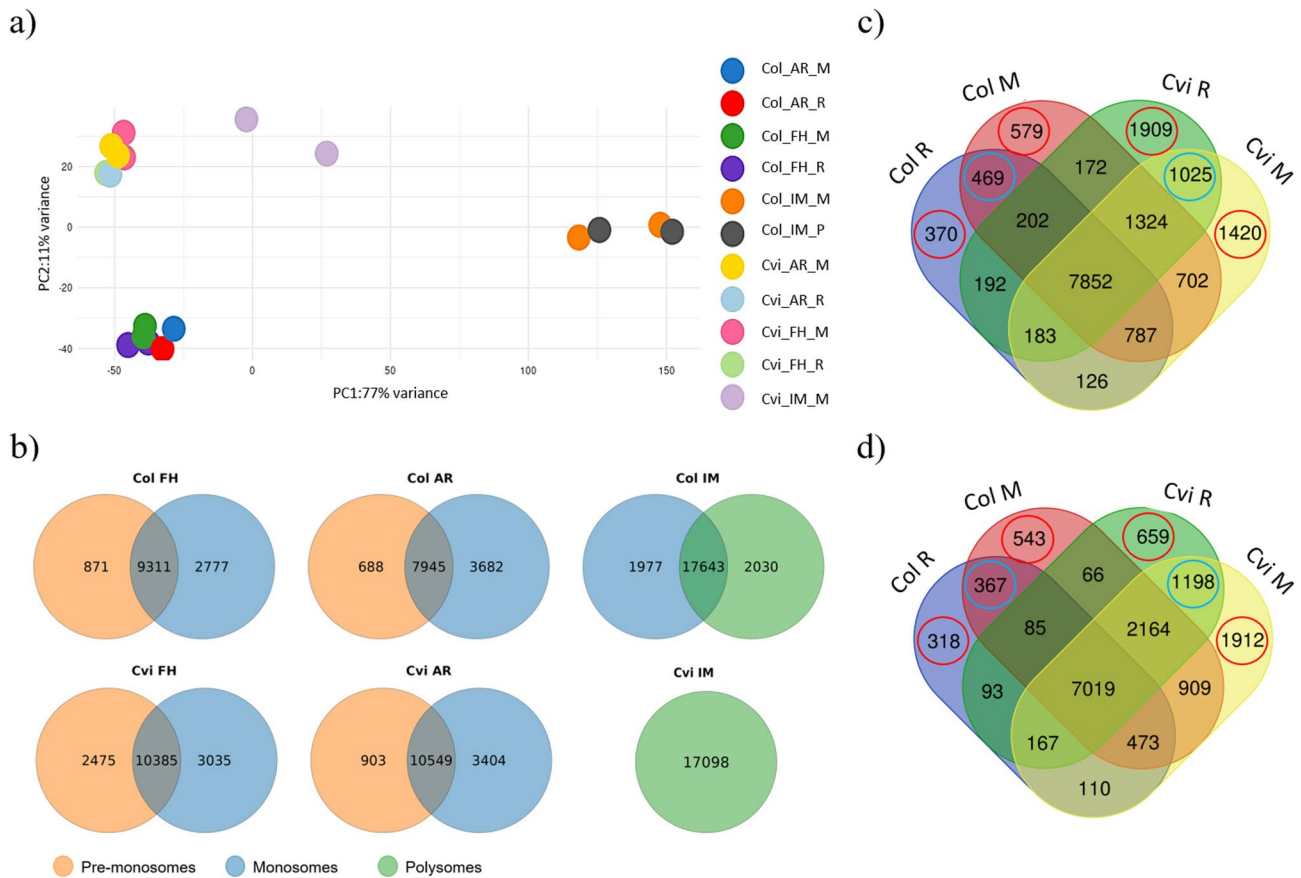 a)
PC2:11% variance
20
0
-20
-40
-50
0
50
100
150
PC1:77% variance
Col_AR_M
Col_AR_R
Col_FH_M
Col_FH_R
Col_IM_M
Col_IM_P
Cvi_AR_M
Cvi_AR_R
Cvi_FH_M
Cvi_FH_R
Cvi_IM_M
b)
Col FH
871
9311
2777
Col AR
688
7945
3682
Col IM
1977
17643
2030
Cvi FH
2475
10385
3035
Cvi AR
903
10549
3404
Cvi IM
17098
Pre-monosomes
Monosomes
Polysomes
c)
Col R
Col M
Cvi R
Cvi M
579
1909
469
172
1025
370
202
1324
1420
192
7852
702
183
787
126
d)
Col R
Col M
Cvi R
Cvi M
543
659
367
66
1198
318
85
2164
1912
93
7019
909
167
473
110